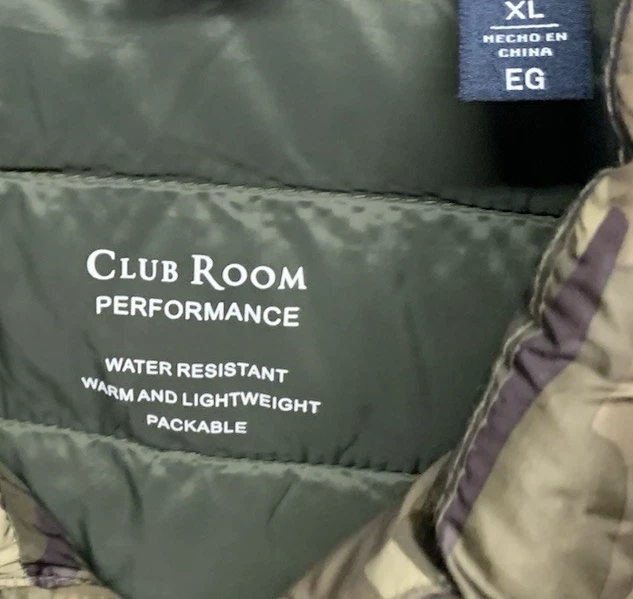 XL
HECHO EN
CHINA
EG
CLUB ROOM
PERFORMANCE
WATER RESISTANT
WARM AND LIGHTWEIGHT
PACKABLE